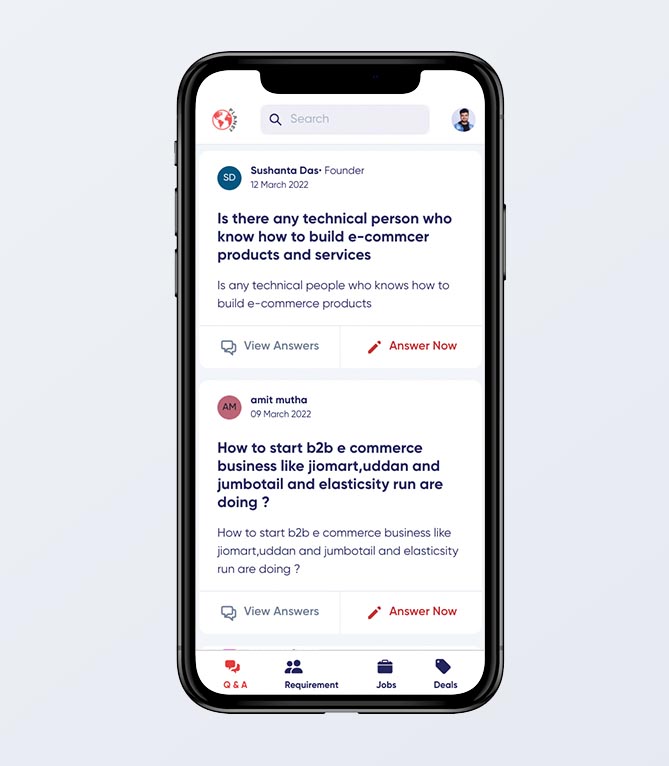 PLANET
Search
SD
Sushanta Das• Founder
12 March 2022
Is there any technical person who
know how to build e-commcer
products and services
Is any technical people who knows how to
build e-commerce products
View Answers
Answer Now
AM
amit mutha
09 March 2022
How to start b2b e commerce
business like jiomart,uddan and
jumbotail and elasticsity run are
doing ?
How to start b2b e commerce business like
jiomart,uddan and jumbotail and elasticsity
run are doing ?
View Answers
Answer Now
Q & A
Requirement
Jobs
Deals